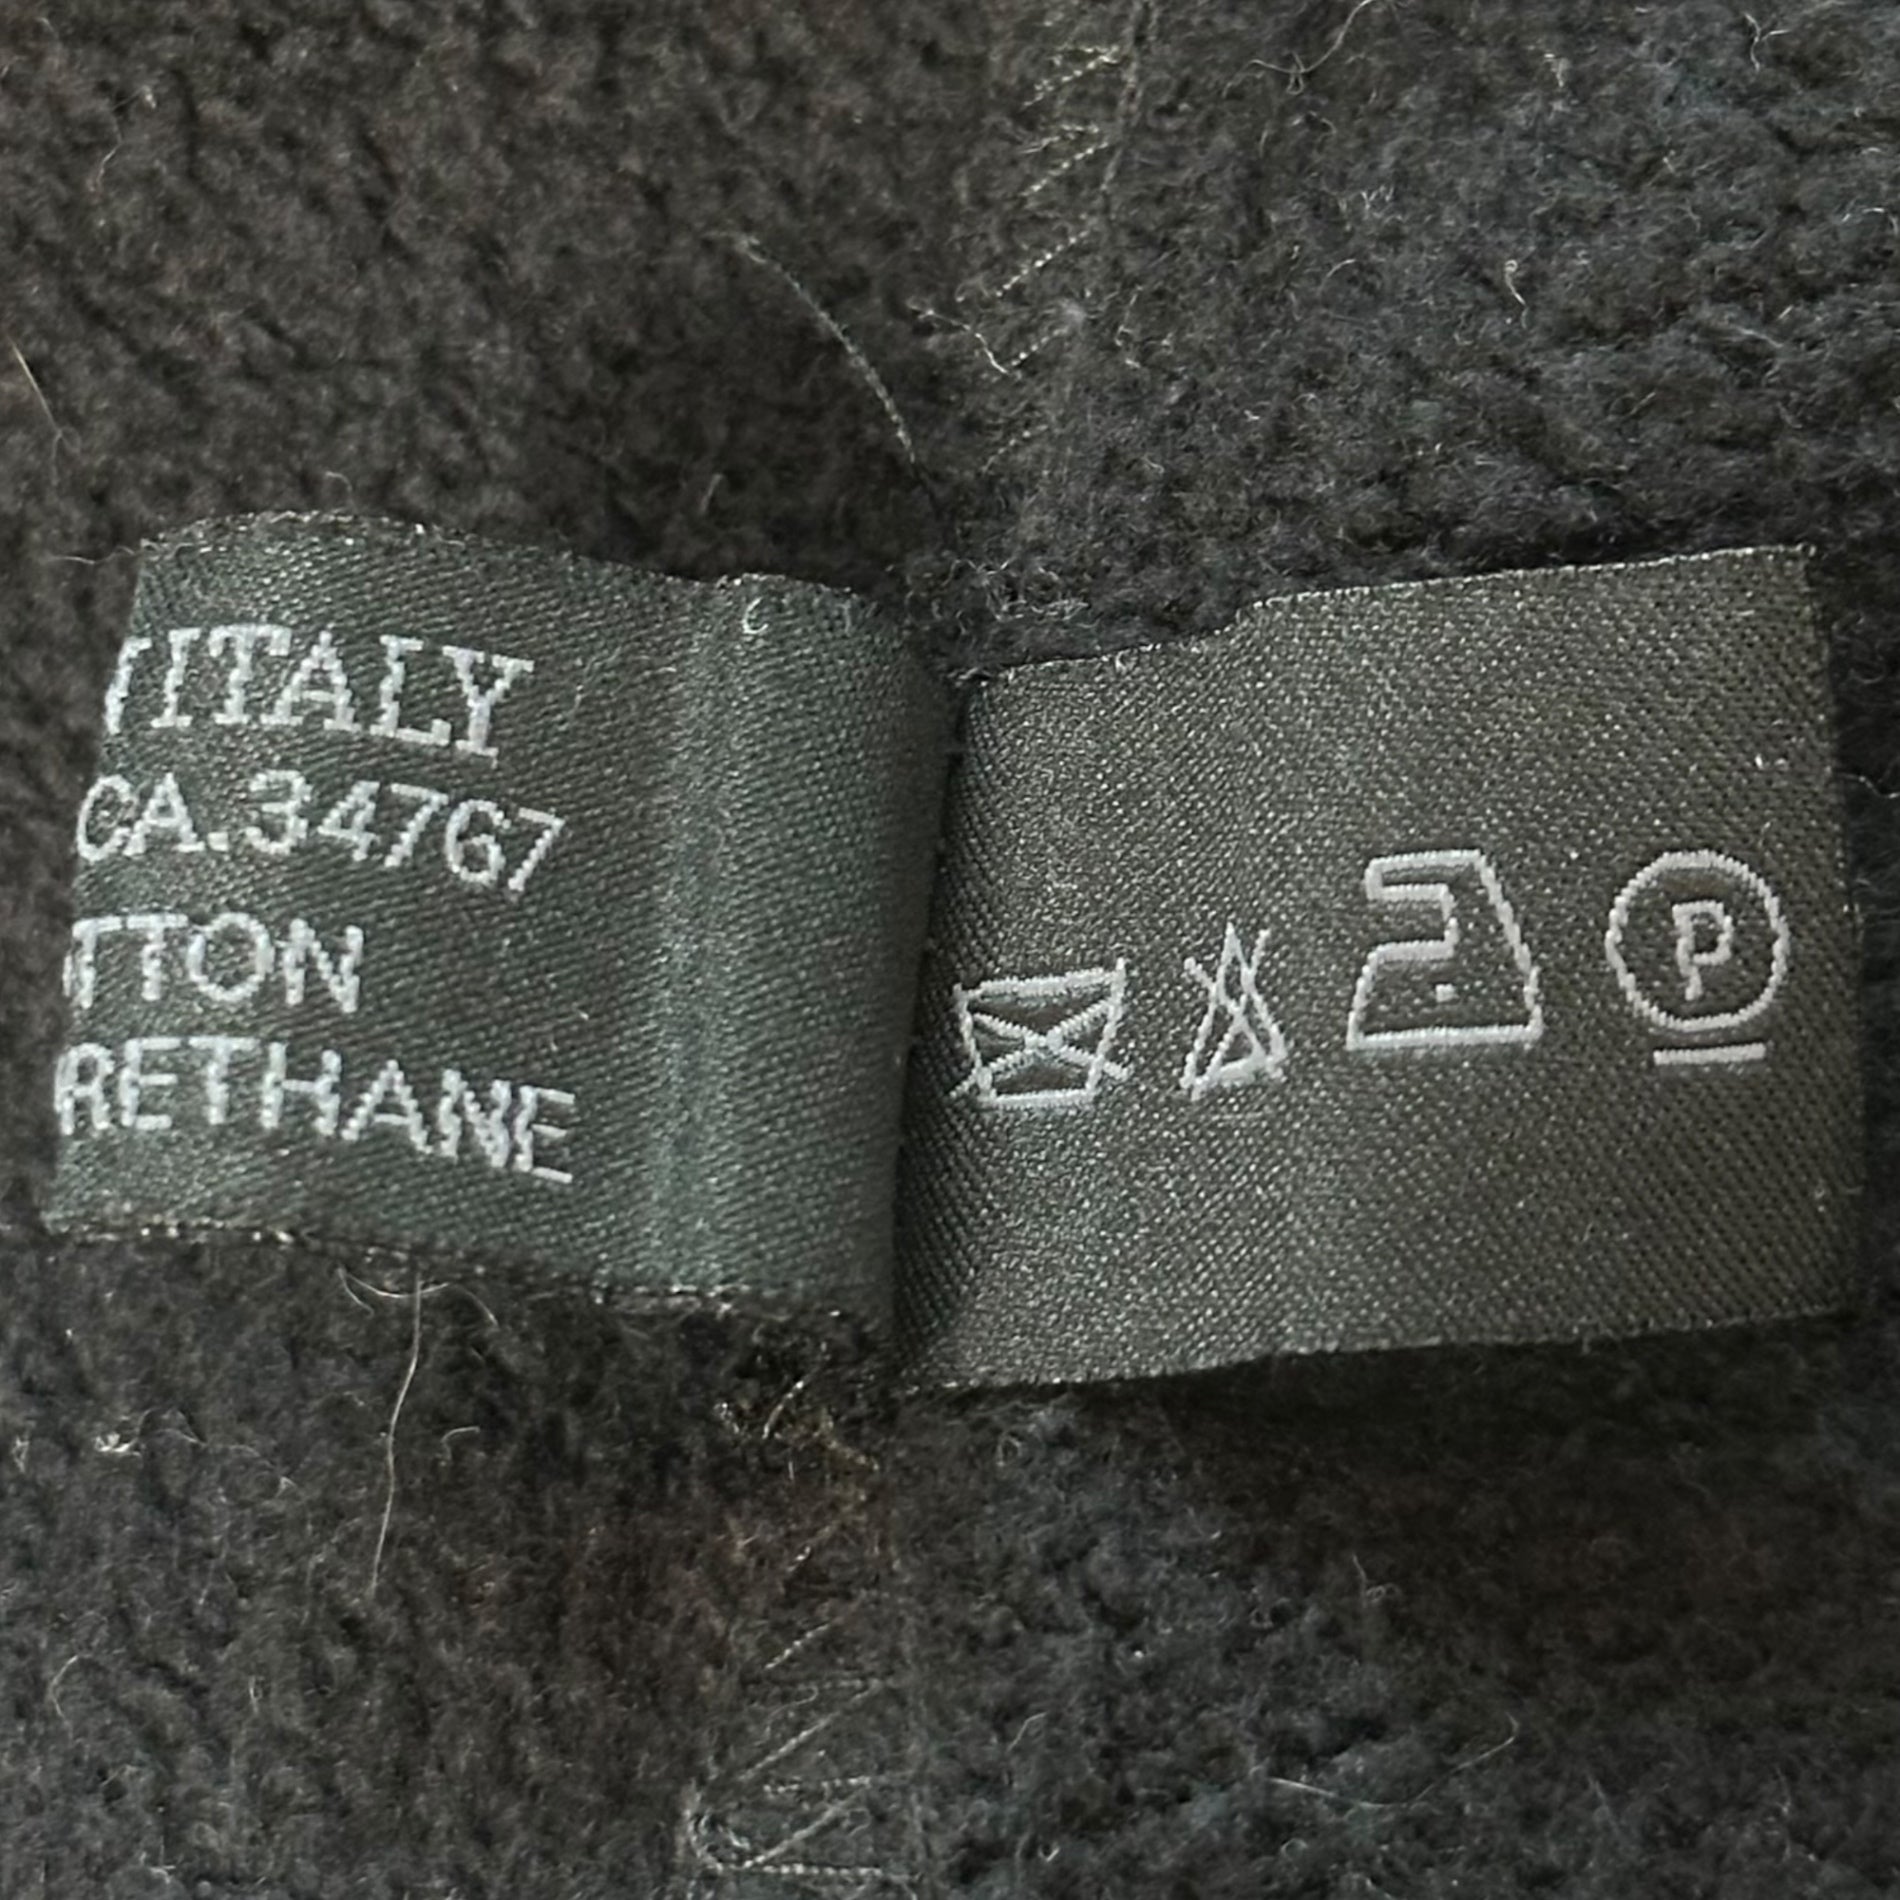 ITALY
CA.34767
TTON
RETHANE
P